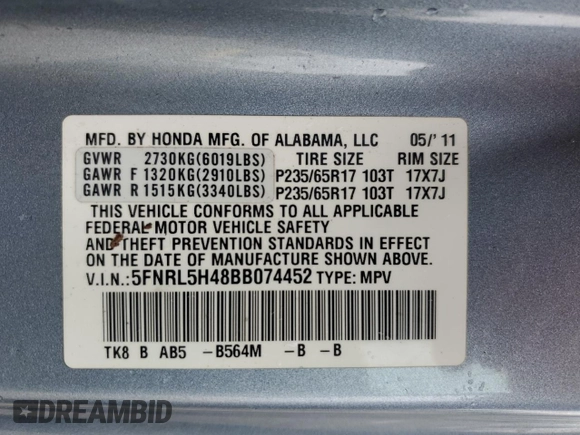 MFD. BY HONDA MFG. OF ALABAMA, LLC 05/'11
GVWR 2730KG(6019LBS) TIRE SIZE RIM SIZE
GAWR F 1320KG(2910LBS) P235/65R17 103T 17X7J
GAWR R 1515KG(3340LBS) P235/65R17 103T 17X7J
THIS VEHICLE CONFORMS TO ALL APPLICABLE
FEDERAL MOTOR VEHICLE SAFETY
AND THEFT PREVENTION STANDARDS IN EFFECT
ON THE DATE OF MANUFACTURE SHOWN ABOVE.
V.I.N.:5FNRL5H48BB074452 TYPE: MPV
TK8 B AB5 -B564M -B -B
DREAMBID